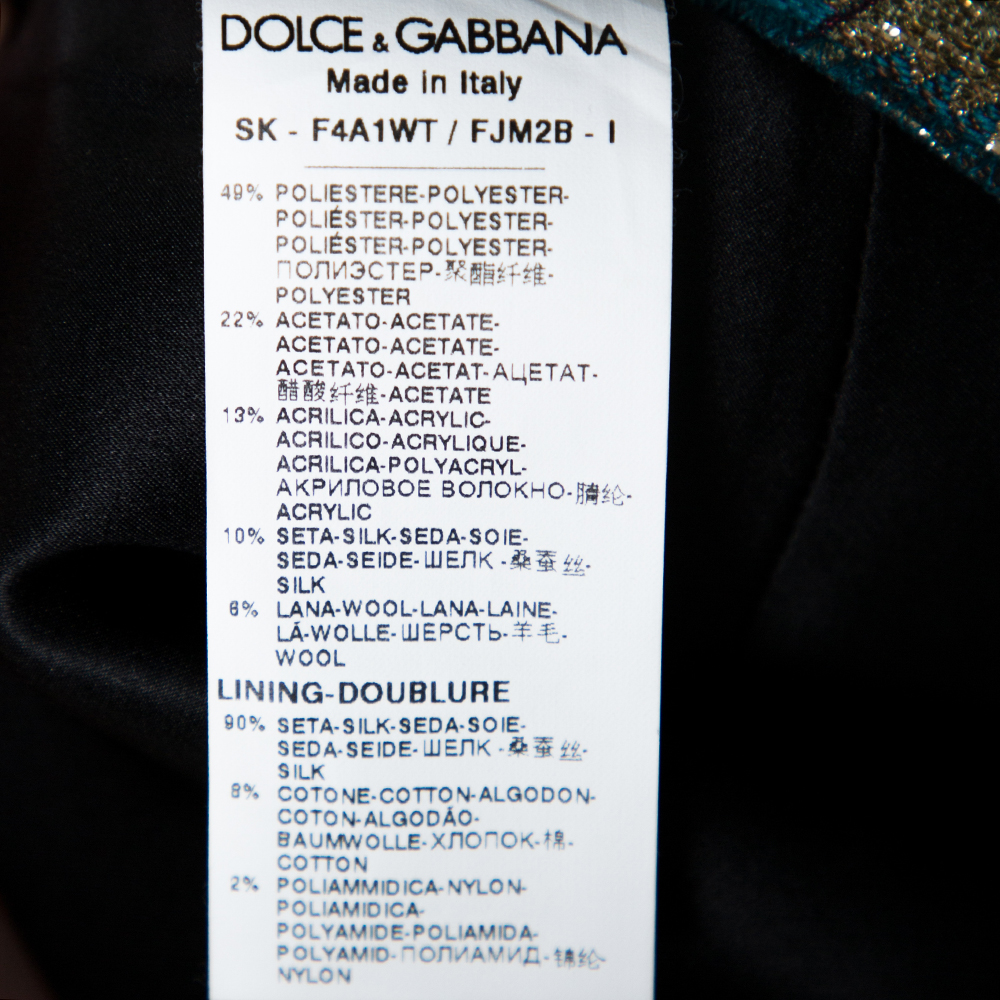 DOLCE & GABBANA
Made in Italy
SK - F4A1WT / FJM2B - I
49% POLIESTERE-POLYESTER-
POLIÉSTER-POLYESTER-
POLIÉSTER-POLYESTER-
ПОЛИЭСТЕР-聚酯纤维-
POLYESTER
22% ACETATO-ACETATE-
ACETATO-ACETATE-
ACETATO-ACETAT-АЦЕТАТ-
醋酸纤维-ACETATE
13% ACRILICA-ACRYLIC-
ACRILICO-ACRYLIQUE-
ACRILICA-POLYACRYL-
АКРИЛОВОЕ ВОЛОКНО-腈纶-
ACRYLIC
10% SETA-SILK-SEDA-SOIE-
SEDA-SEIDE-ШЕЛК -桑蚕丝-
SILK
6% LANA-WOOL-LANA-LAINE-
LÃ-WOLLE-ШЕРСТЬ-羊毛-
WOOL
LINING-DOUBLURE
90% SETA-SILK-SEDA-SOIE-
SEDA-SEIDE-ШЕЛК -桑蚕丝-
SILK
8% COTONE-COTTON-ALGODON-
COTON-ALGODÃO-
BAUMWOLLE-ХЛОПОК-棉-
COTTON
2% POLIAMMIDICA-NYLON-
POLIAMIDICA-
POLYAMIDE-POLIAMIDA-
POLYAMID-ПОЛИАМИД-锦纶-
NYLON